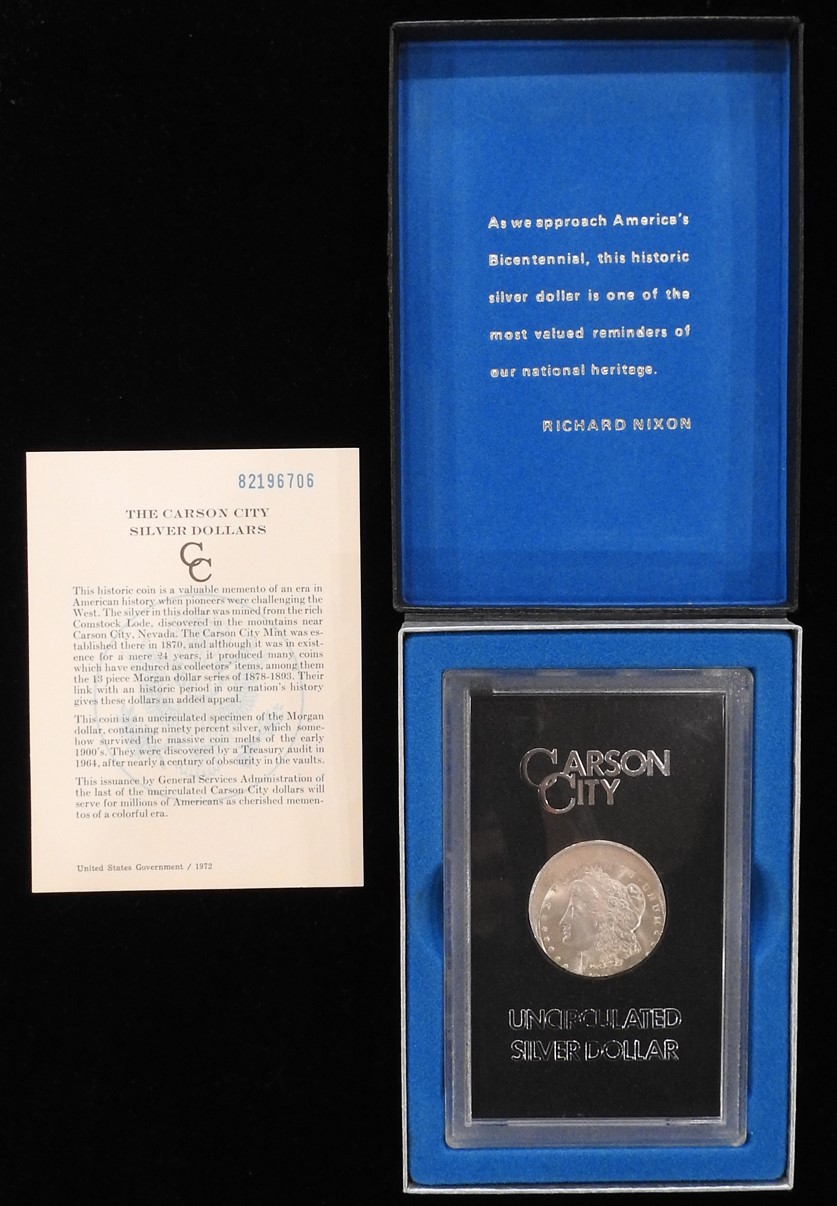 As we approach America's
Bicentennial, this historic
silver dollar is one of the
most valued reminders of
our national heritage.
RICHARD NIXON
82196706
THE CARSON CITY
SILVER DOLLARS
CC
This historic coin is a valuable memento of an era in
American history when pioneers were challenging the
West. The silver in this dollar was mined from the rich
Comstock Lode, discovered in the mountains near
Carson City, Nevada. The Carson City Mint was es-
tablished there in 1870, and although it was in exist-
ence for a mere 24 years, it produced many coins
which have endured as collectors' items, among them
the 13 piece Morgan dollar series of 1878-1893. Their
link with an historic period in our nation's history
gives these dollars an added appeal.
This coin is an uncirculated specimen of the Morgan
dollar, containing ninety percent silver, which some-
how survived the massive coin melts of the early
1900's. They were discovered by a Treasury audit in
1964, after nearly a century of obscurity in the vaults.
This issuance by General Services Administration of
the last of the uncirculated Carson City dollars will
serve for millions of Americans as cherished memen-
tos of a colorful era.
United States Government / 1972
CARSON
CITY
UNCIRCULATED
SILVER DOLLAR